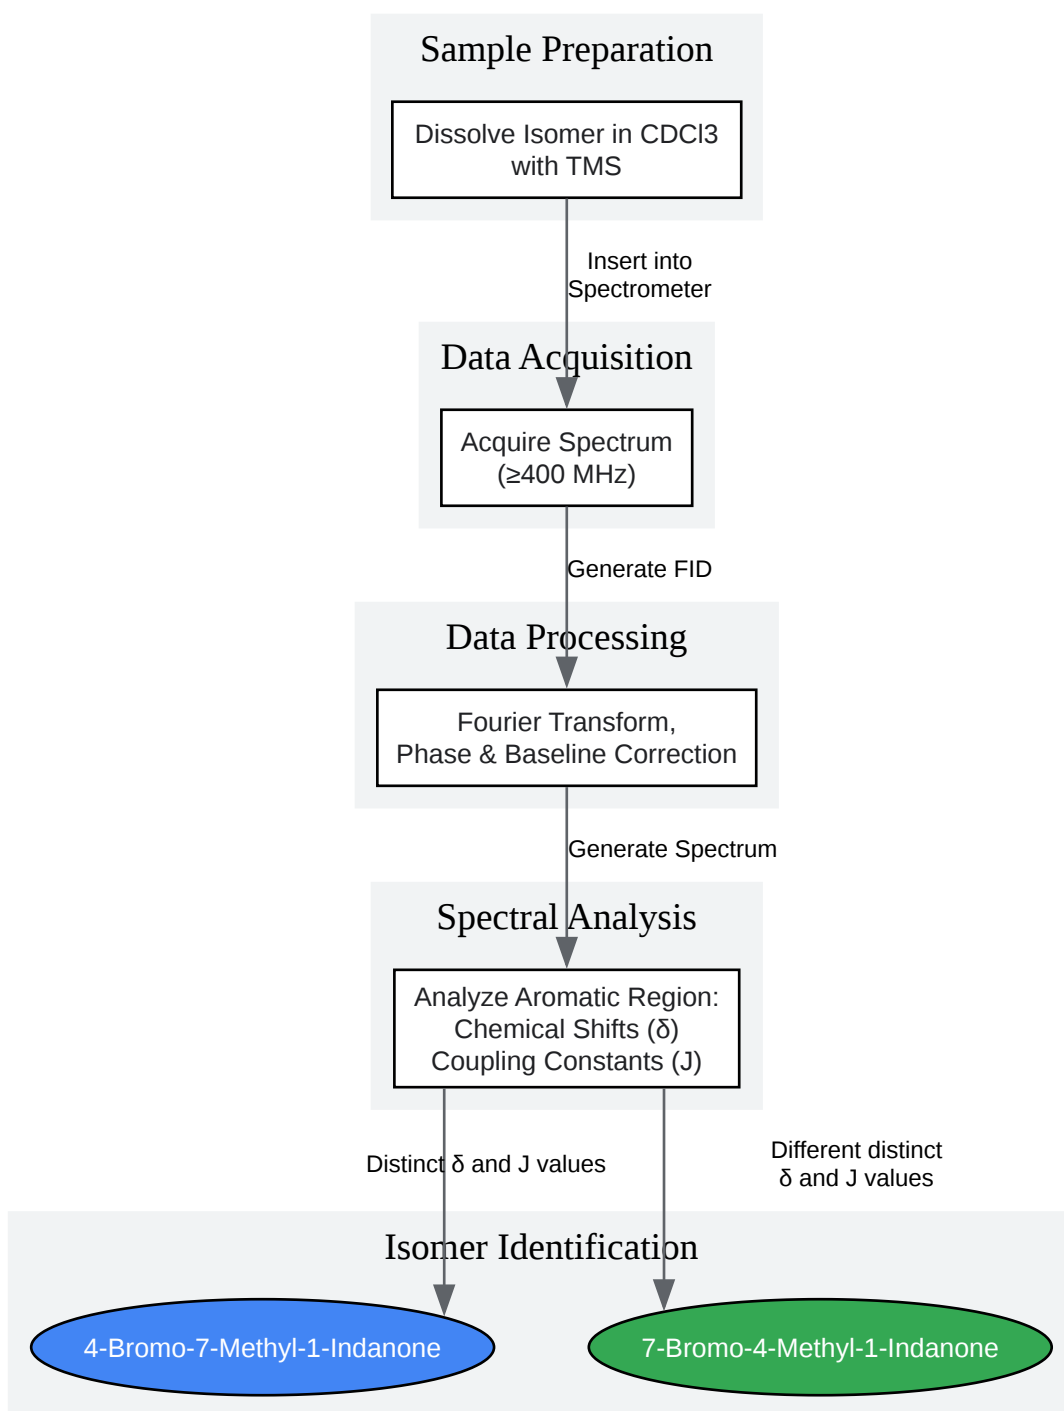 Sample Preparation
Dissolve Isomer in CDCl3
with TMS
Insert into
Spectrometer
Data Acquisition
Acquire Spectrum
(≥400 MHz)
Generate FID
Data Processing
Fourier Transform,
Phase & Baseline Correction
Generate Spectrum
Spectral Analysis
Analyze Aromatic Region:
Chemical Shifts (δ)
Coupling Constants (J)
Distinct δ and J values
Different distinct
δ and J values
Isomer Identification
4-Bromo-7-Methyl-1-Indanone
7-Bromo-4-Methyl-1-Indanone